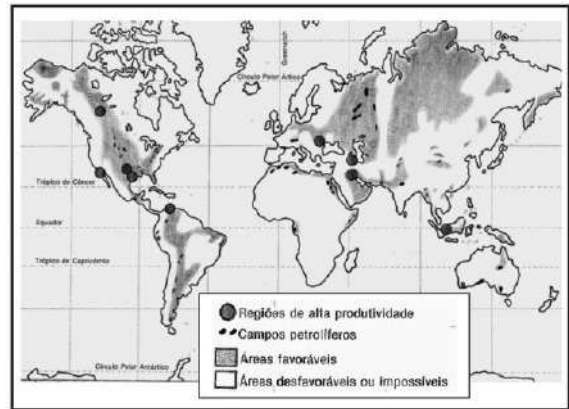 Greenwich
Círculo Polar Ártico
Trópico de Câncer
Equador
Trópico de Capricórnio
Regiões de alta produtividade
Campos petrolíferos
Áreas favoráveis
Áreas desfavoráveis ou impossíveis
Círculo Polar Antártico